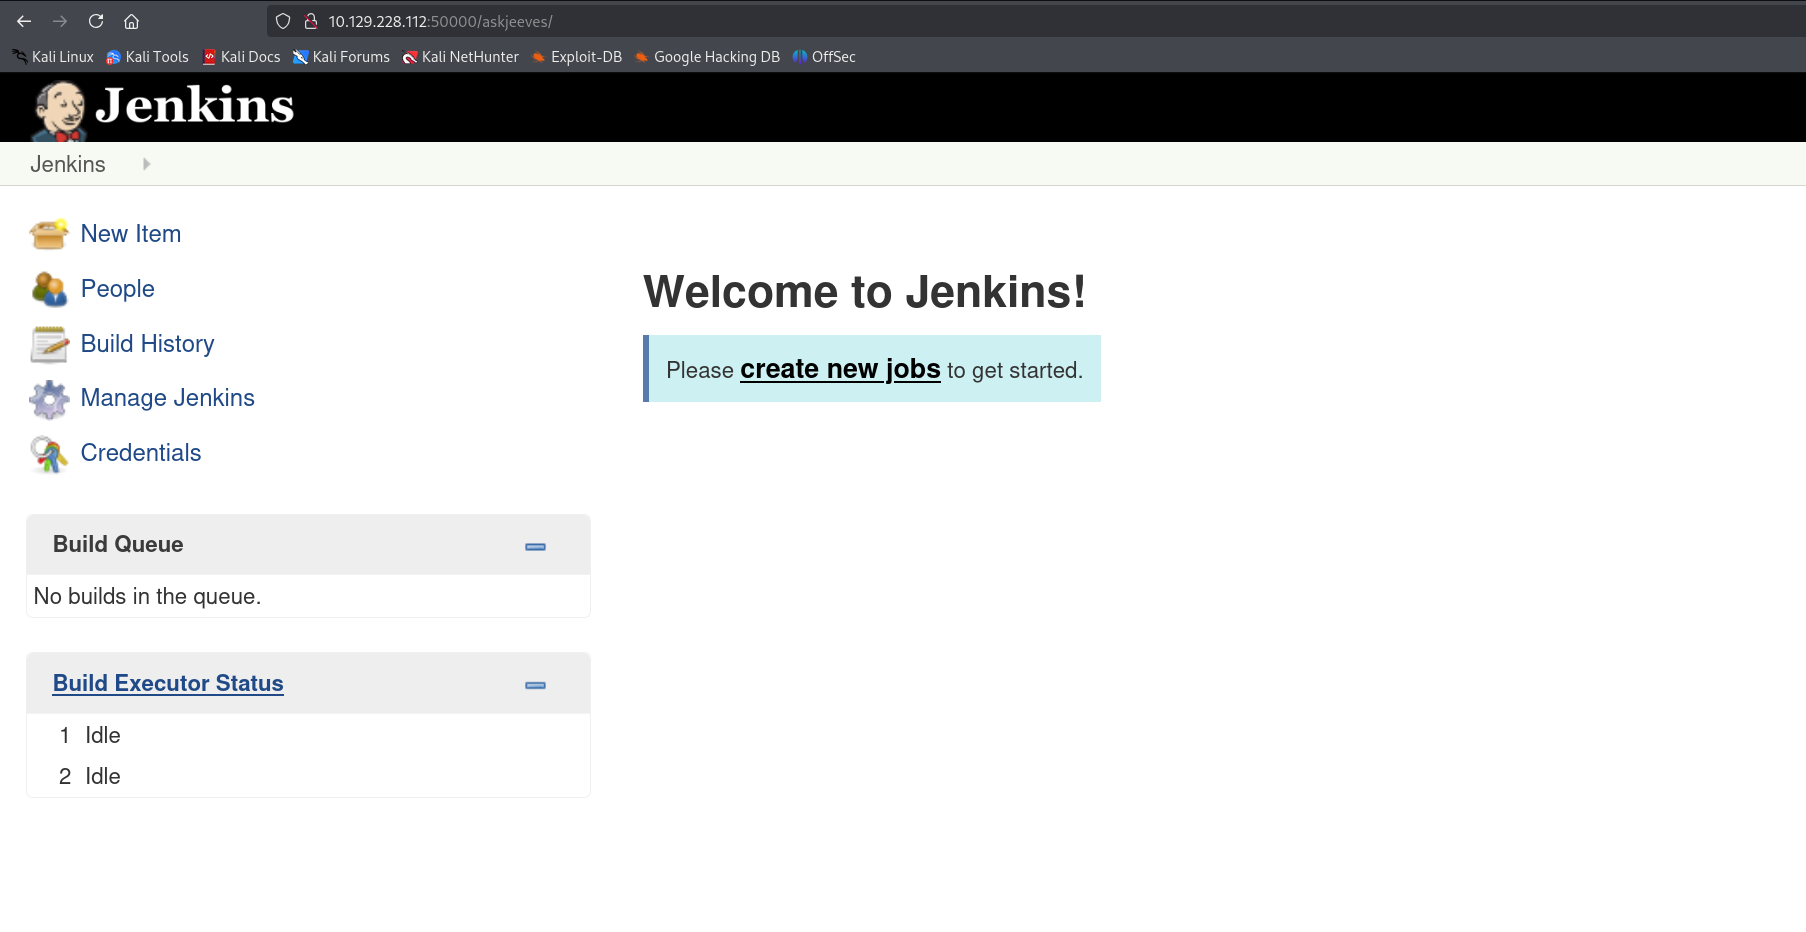 10.129.228.112:50000/askjeeves/
Kali Linux Kali Tools Kali Docs Kali Forums Kali NetHunter Exploit-DB Google Hacking DB OffSec
Jenkins
Jenkins
New Item
People
Build History
Manage Jenkins
Credentials
Build Queue
No builds in the queue.
Build Executor Status
1 Idle
2 Idle
Welcome to Jenkins!
Please create new jobs to get started.